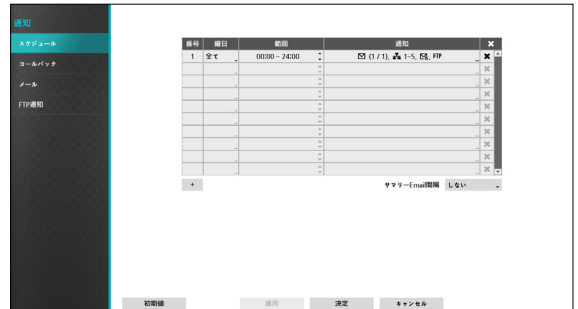 通知
スケジュール
コールバック
メール
FTP通知
番号 曜日 範囲 通知
1 全て 00:00 - 24:00 (1 / 1), 1~5, FTP
+
サマリーEmail間隔 しない
初期値 適用 決定 キャンセル